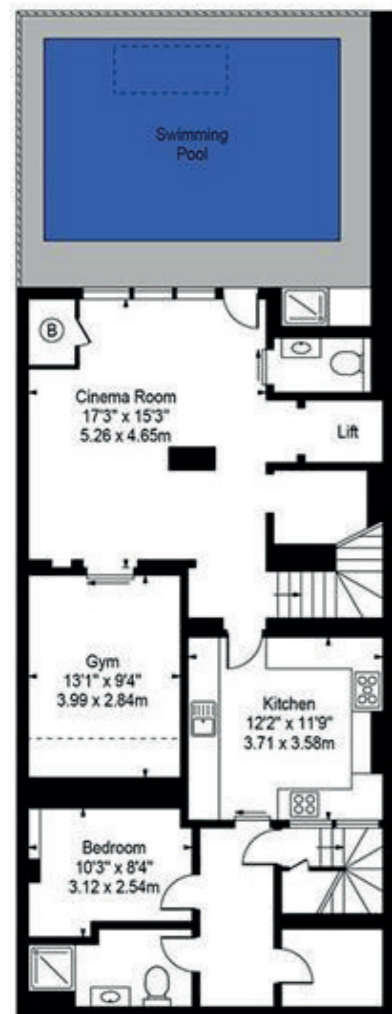 Swimming
Pool
B
Cinema Room
17'3" x 15'3"
5.26 x 4.65m
Lift
Gym
13'1" x 9'4"
3.99 x 2.84m
Kitchen
12'2" x 11'9"
3.71 x 3.58m
Bedroom
10'3" x 8'4"
3.12 x 2.54m